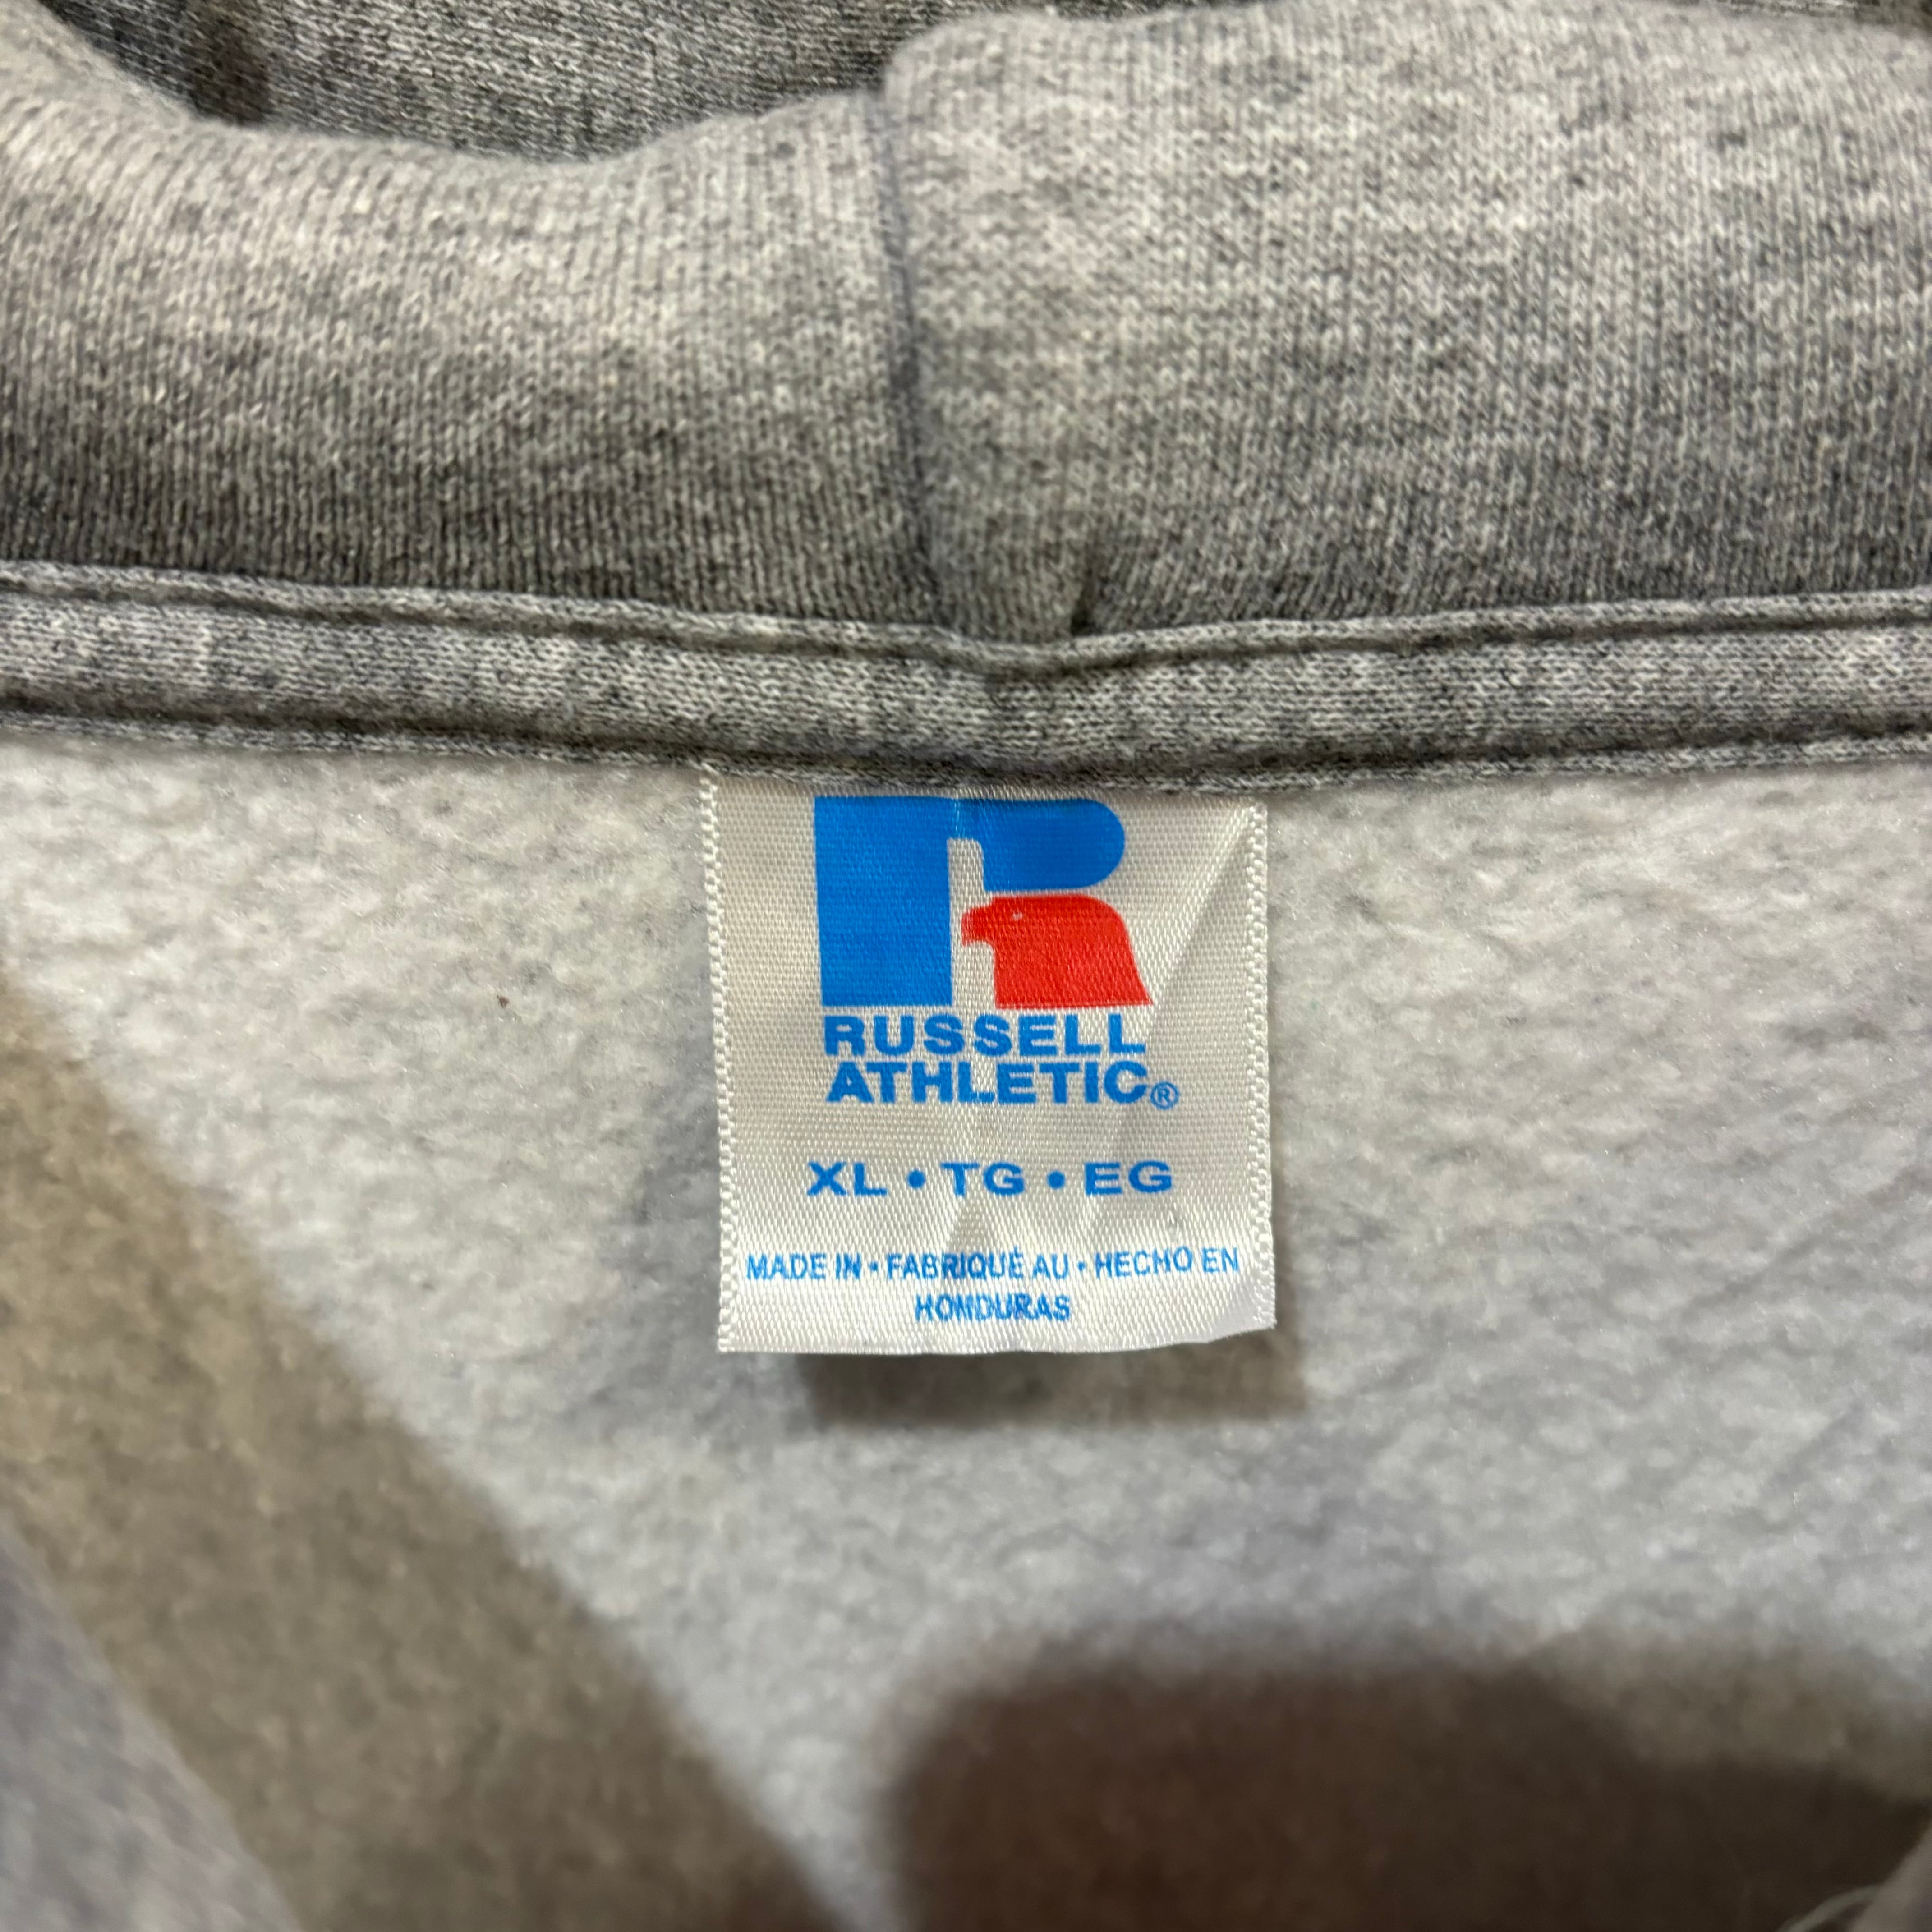 RUSSELL
ATHLETIC®
XL • TG • EG
MADE IN • FABRIQUÉ AU • HECHO EN
HONDURAS